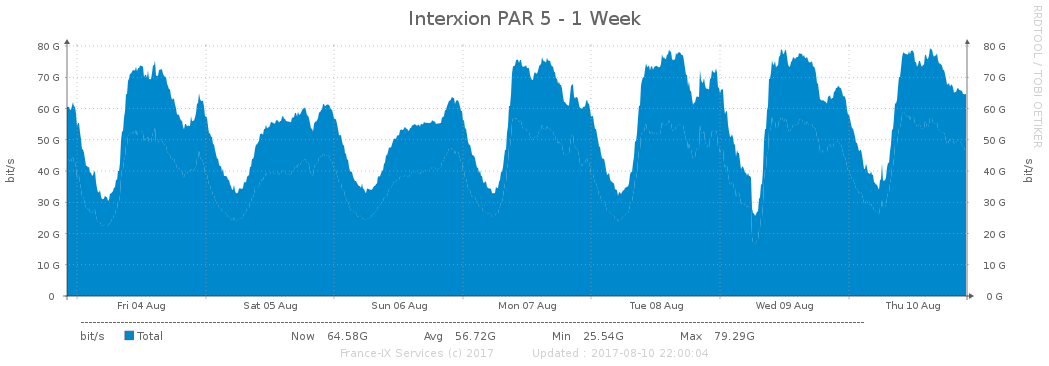 Interxion PAR 5 - 1 Week
RRDTOOL / TOBI OETIKER
80 G 80 G
70 G 70 G
60 G 60 G
50 G 50 G
40 G 40 G
30 G 30 G
20 G 20 G
10 G 10 G
0 0 G
bit/s bit/s
Fri 04 Aug Sat 05 Aug Sun 06 Aug Mon 07 Aug Tue 08 Aug Wed 09 Aug Thu 10 Aug
bit/s Total Now 64.58G Avg 56.72G Min 25.54G Max 79.29G
France-IX Services (c) 2017 Updated : 2017-08-10 22:00:04